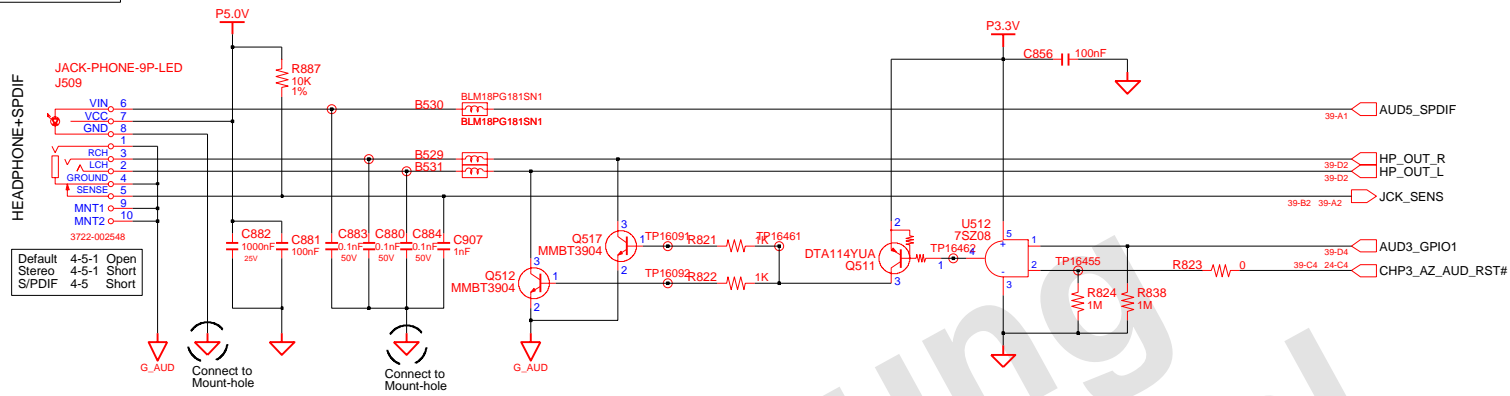 P5.0V
P3.3V
C856 100nF
HEADPHONE+SPDIF
JACK-PHONE-9P-LED
J509
R887
10K
1%
VIN 6
VCC 7
GND 8
1
RCH 3
LCH 2
GROUND 4
SENSE 5
MNT1 9
MNT2 10
3722-002548
B530
BLM18PG181SN1
BLM18PG181SN1
B529
B531
39-A1
AUD5_SPDIF
39-D2
HP_OUT_R
39-D2
HP_OUT_L
39-B2 39-A2
JCK_SENS
39-D4
AUD3_GPIO1
39-C4 24-C4
CHP3_AZ_AUD_RST#
Default 4-5-1 Open
Stereo 4-5-1 Short
S/PDIF 4-5 Short
C882
1000nF
25V
C881
100nF
C883
0.1nF
50V
C880
0.1nF
50V
C884
0.1nF
50V
C907
1nF
Q517
MMBT3904
3
1
2
Q512
MMBT3904
3
1
2
TP16091
R821
1K
TP16461
TP16092
R822
1K
DTA114YUA
Q511
2
1
3
TP16462
U512
7SZ08
5
+
4
-
3
1
2
TP16455
R823
0
R824
1M
R838
1M
G_AUD
Connect to
Mount-hole
Connect to
Mount-hole
G_AUD